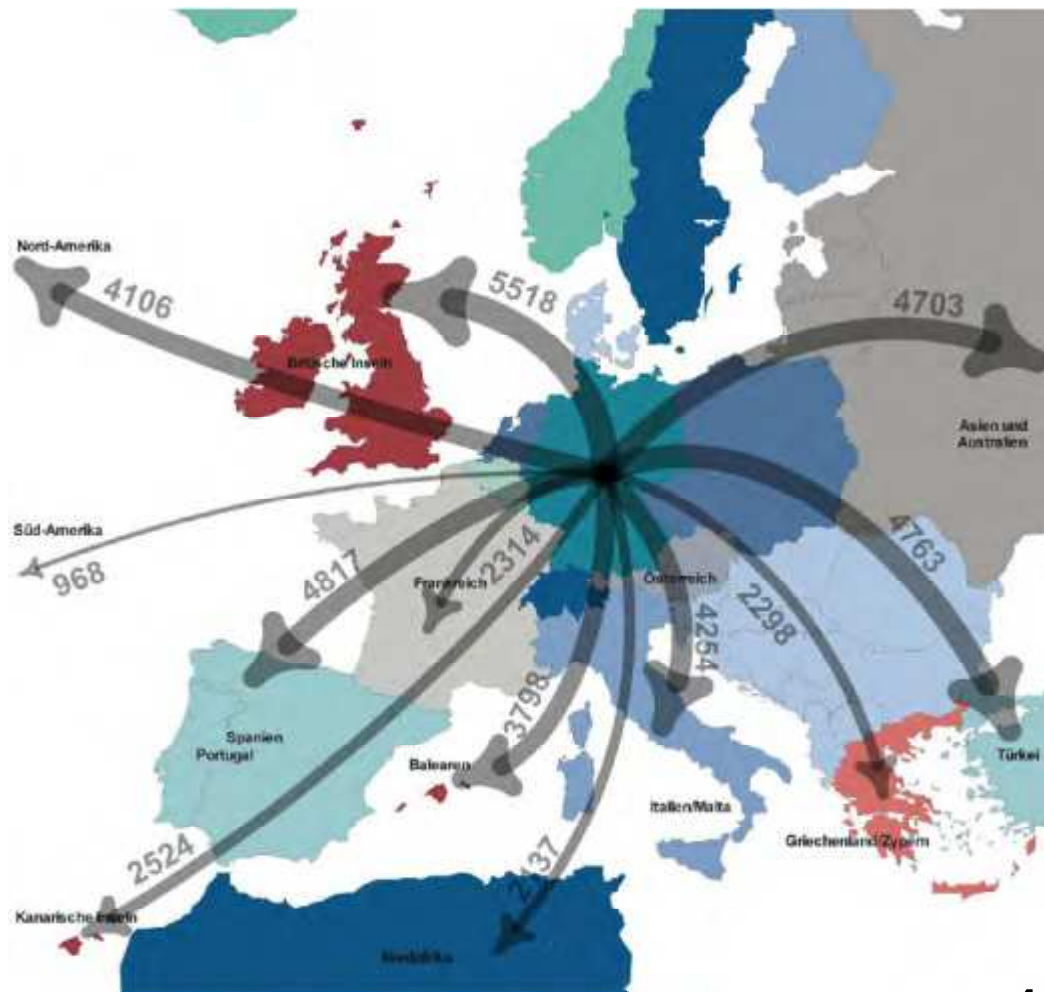 Nord-Amerika
4106
5518
4703
Britische Inseln
Asien und
Australien
Süd-Amerika
968
4817
2314
Frankreich
Österreich
4763
2298
4254
3798
Spanien
Portugal
Balearen
Türkei
Italien/Malta
Griechenland/Zypern
2524
2137
Kanarische Inseln
Nordafrika